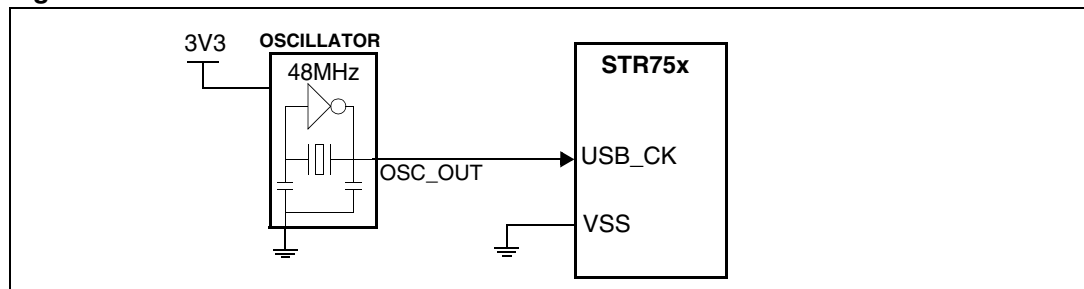 3V3
OSCILLATOR
48MHz
STR75x
OSC_OUT
USB_CK
VSS